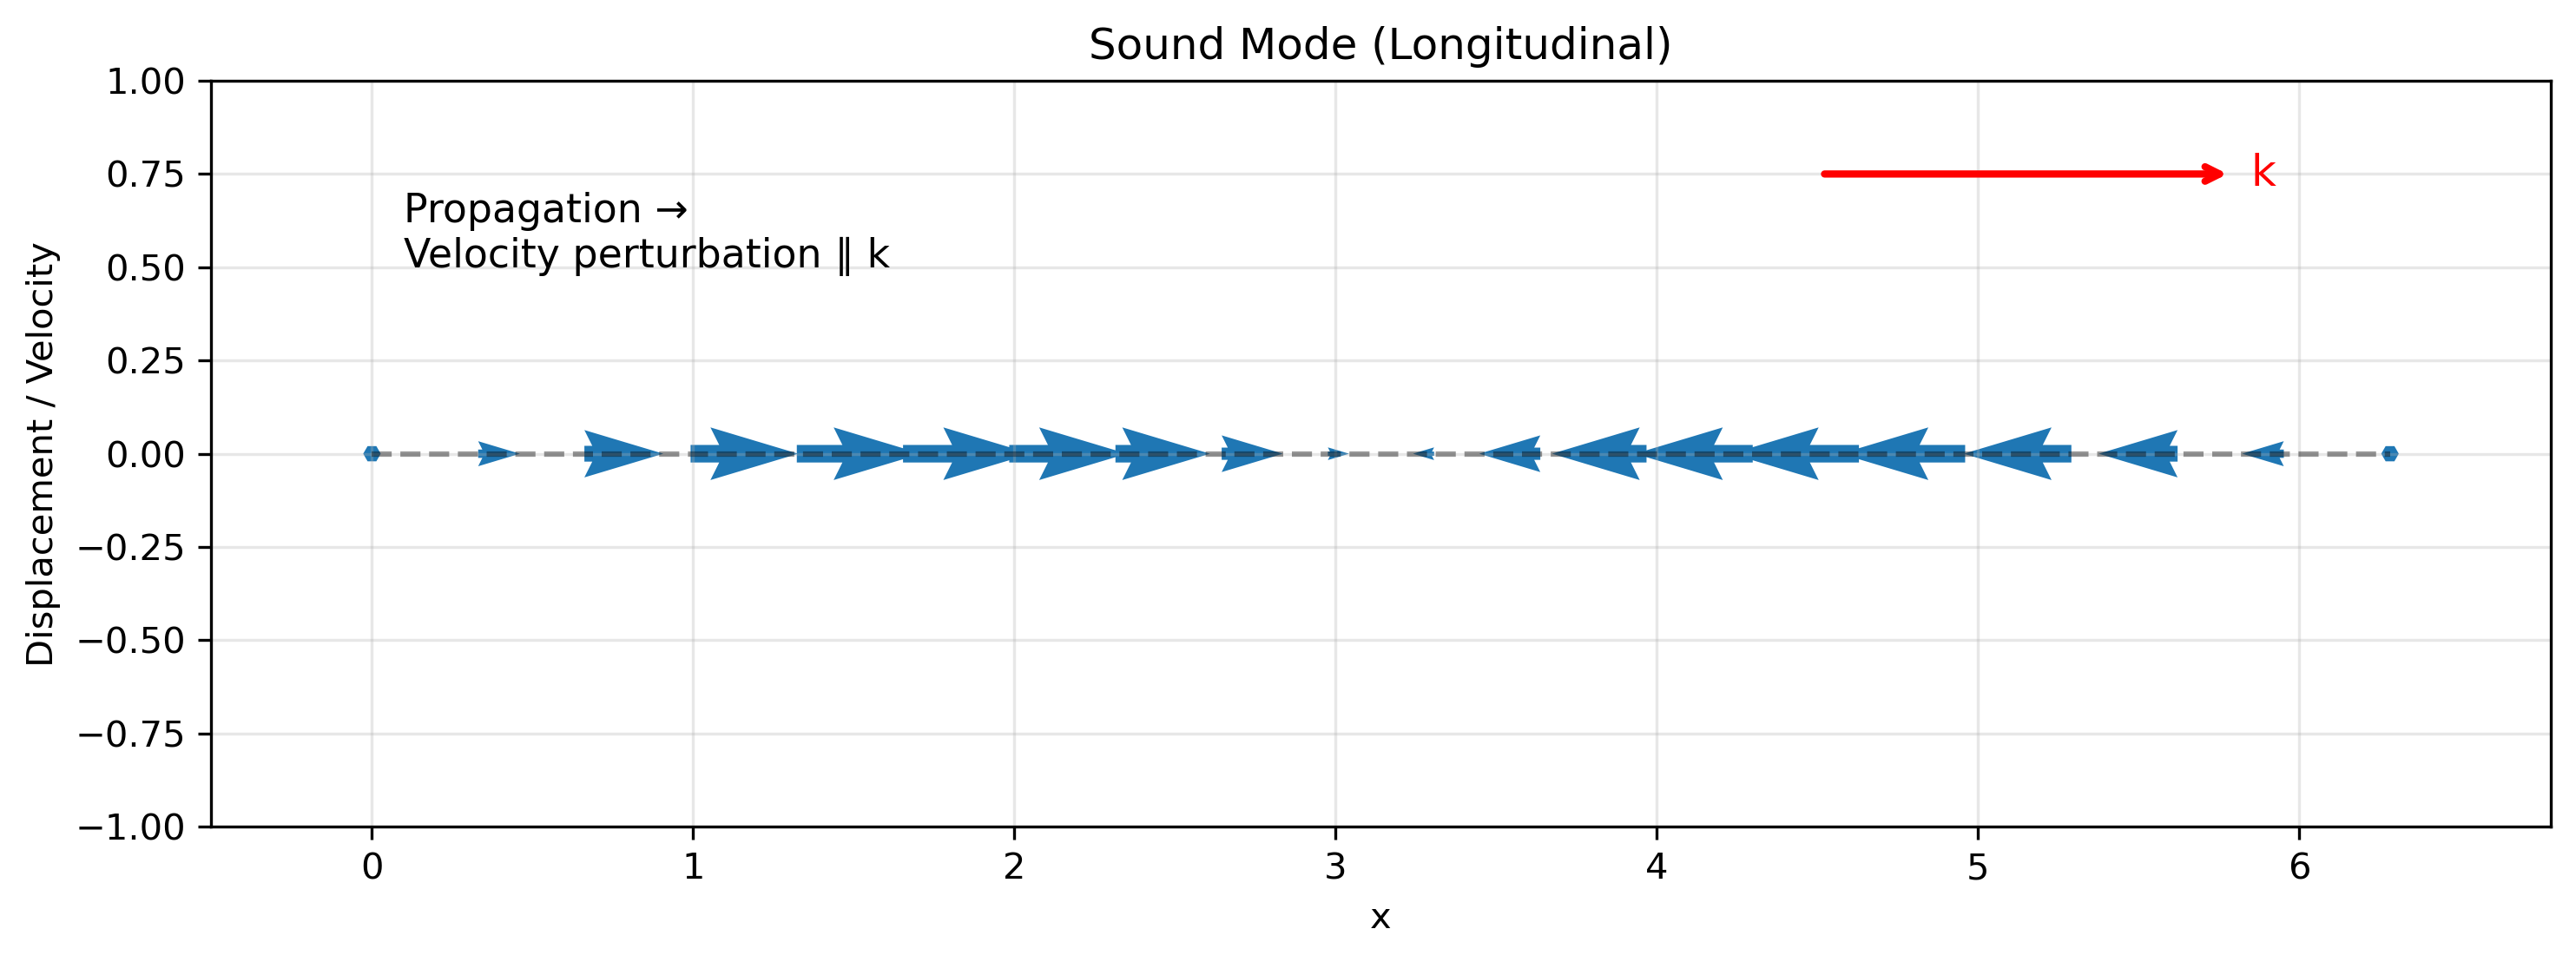 Sound Mode (Longitudinal)
1.00
0.75
0.50
0.25
0.00
−0.25
−0.50
−0.75
−1.00
Displacement / Velocity
Propagation →
Velocity perturbation ∥ k
k
0 1 2 3 4 5 6
x